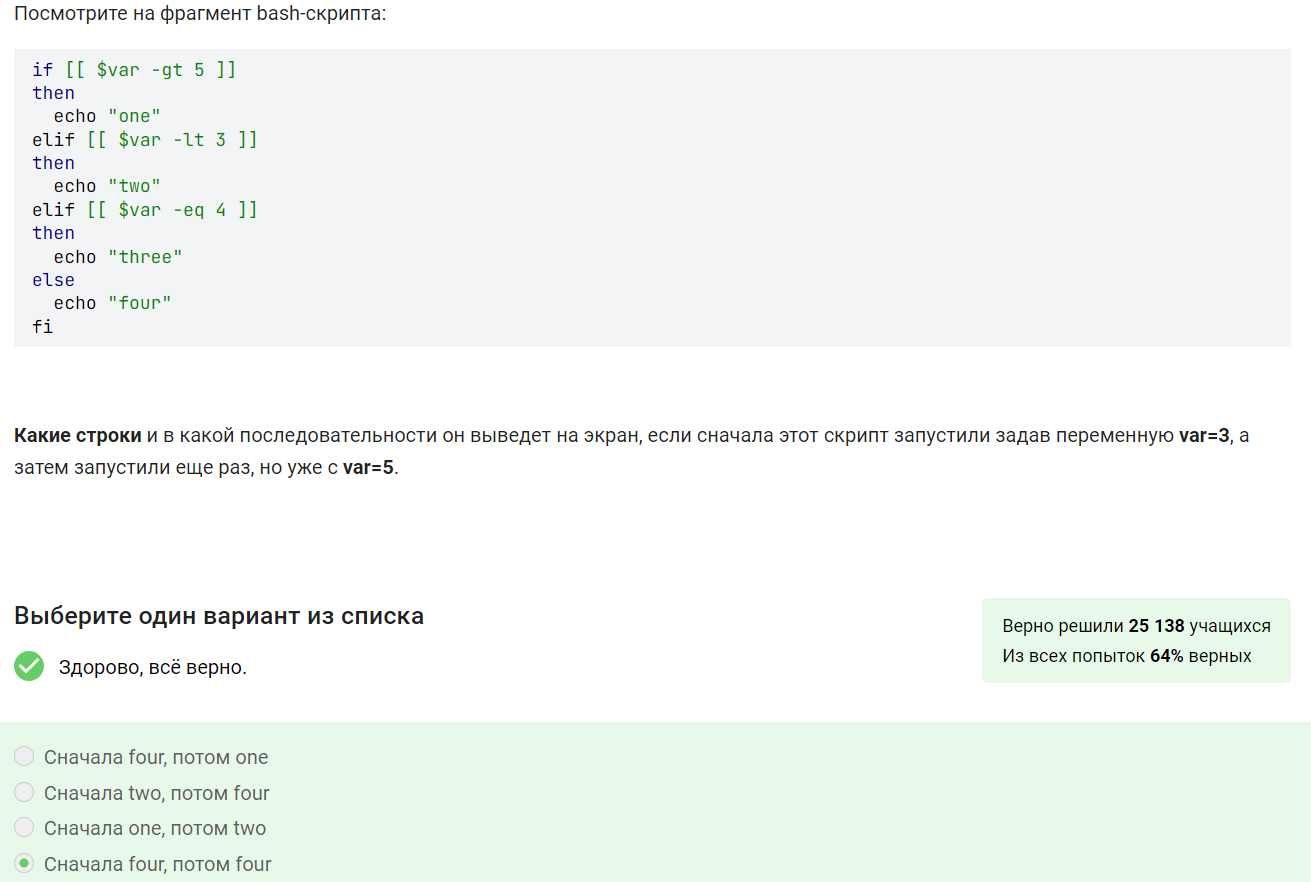 Посмотрите на фрагмент bash-скрипта:
if [[ $var -gt 5 ]]
then
  echo "one"
elif [[ $var -lt 3 ]]
then
  echo "two"
elif [[ $var -eq 4 ]]
then
  echo "three"
else
  echo "four"
fi
Какие строки и в какой последовательности он выведет на экран, если сначала этот скрипт запустили задав переменную var=3, а
затем запустили еще раз, но уже с var=5.
Выберите один вариант из списка
Здорово, всё верно.
Верно решили 25 138 учащихся
Из всех попыток 64% верных
Сначала four, потом one
Сначала two, потом four
Сначала one, потом two
Сначала four, потом four